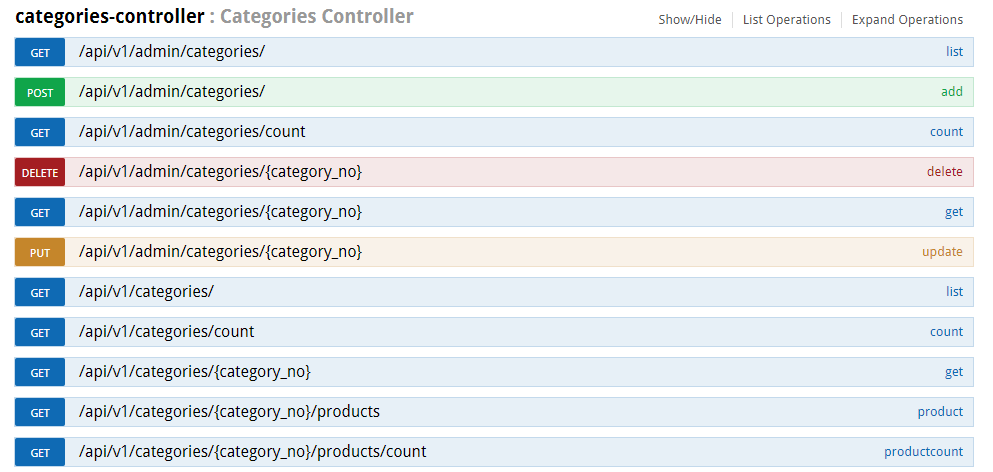 categories-controller : Categories Controller Show/Hide List Operations Expand Operations
GET /api/v1/admin/categories/ list
POST /api/v1/admin/categories/ add
GET /api/v1/admin/categories/count count
DELETE /api/v1/admin/categories/{category_no} delete
GET /api/v1/admin/categories/{category_no} get
PUT /api/v1/admin/categories/{category_no} update
GET /api/v1/categories/ list
GET /api/v1/categories/count count
GET /api/v1/categories/{category_no} get
GET /api/v1/categories/{category_no}/products product
GET /api/v1/categories/{category_no}/products/count productcount